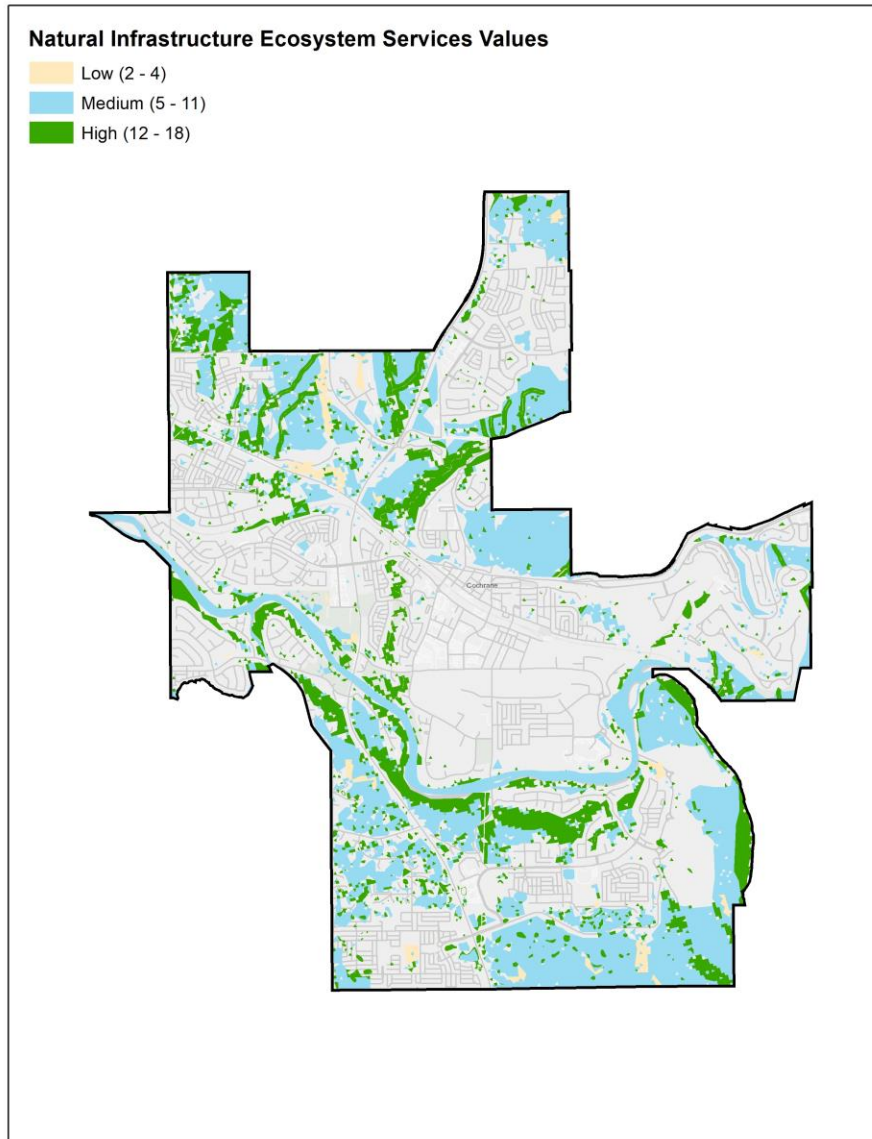 Natural Infrastructure Ecosystem Services Values
Low (2 - 4)
Medium (5 - 11)
High (12 - 18)
Cochrane